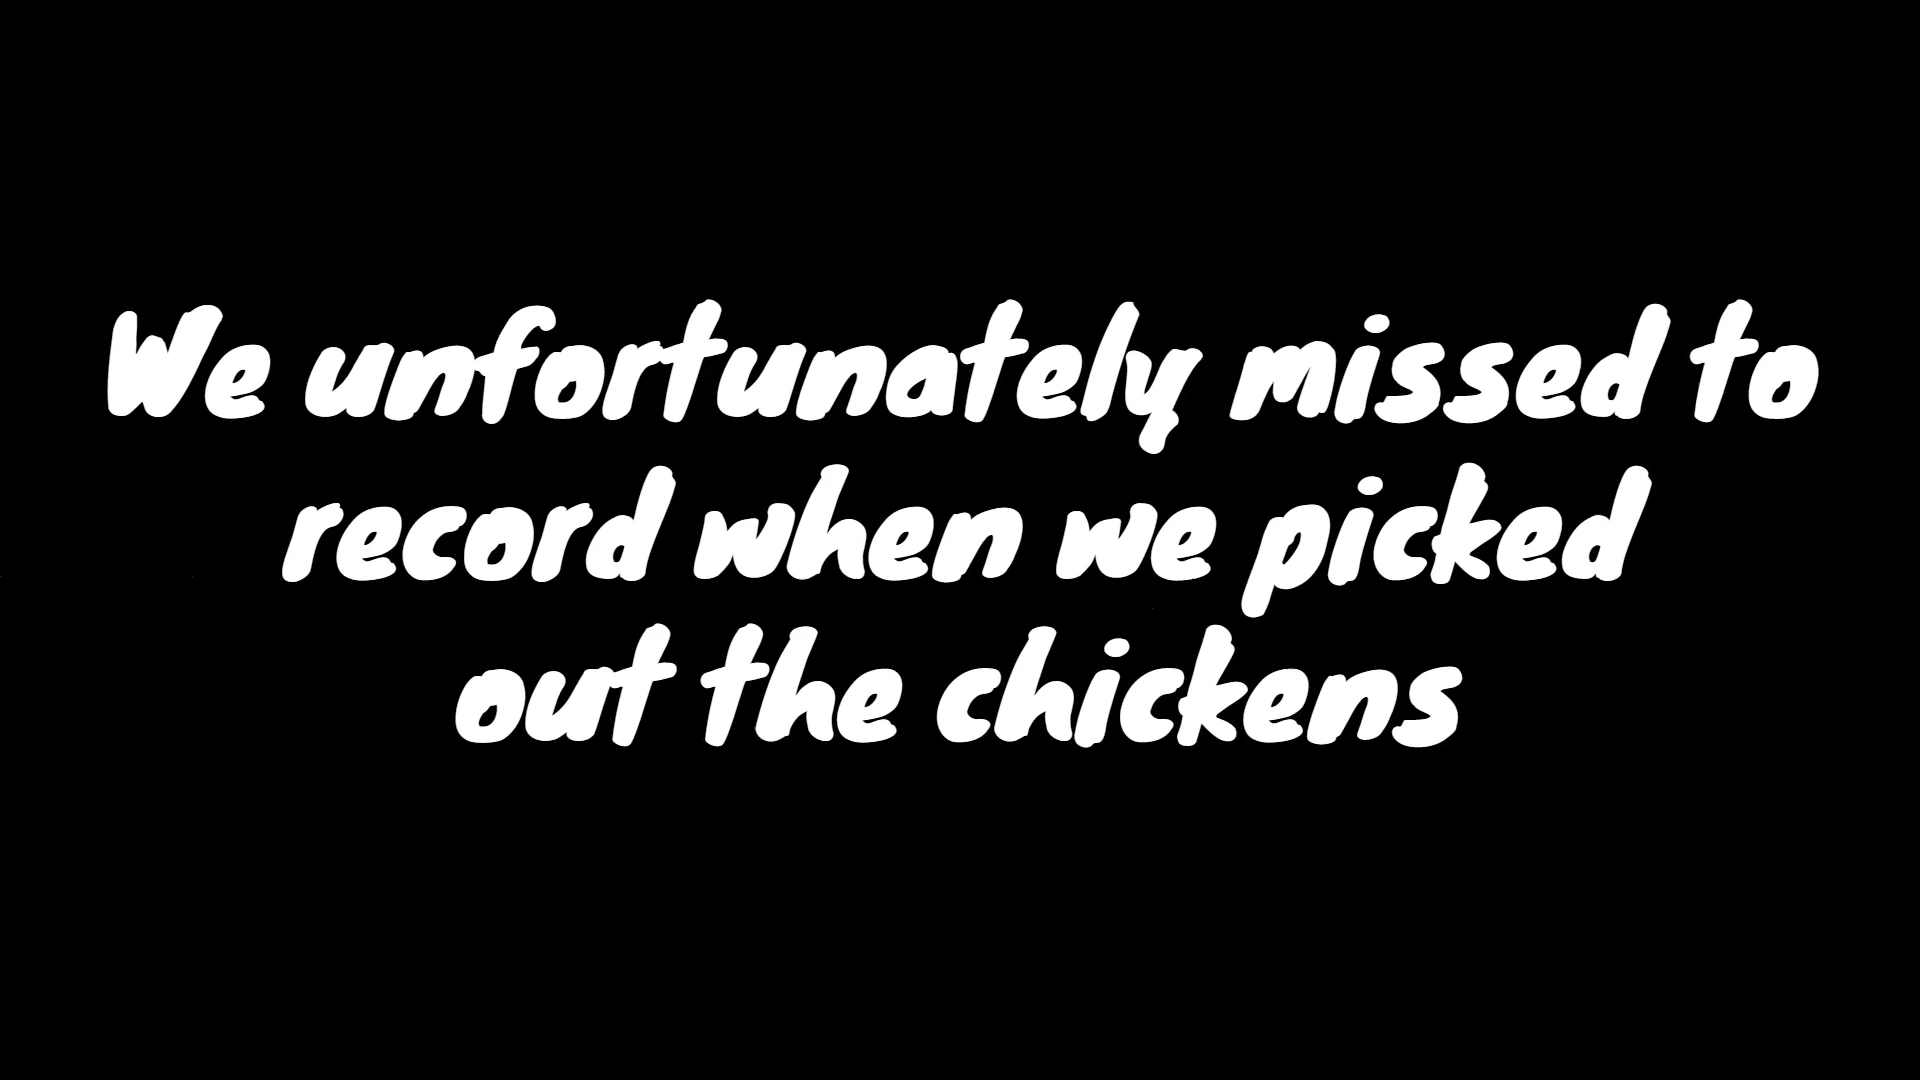 We unfortunately missed to
record when we picked
out the chickens